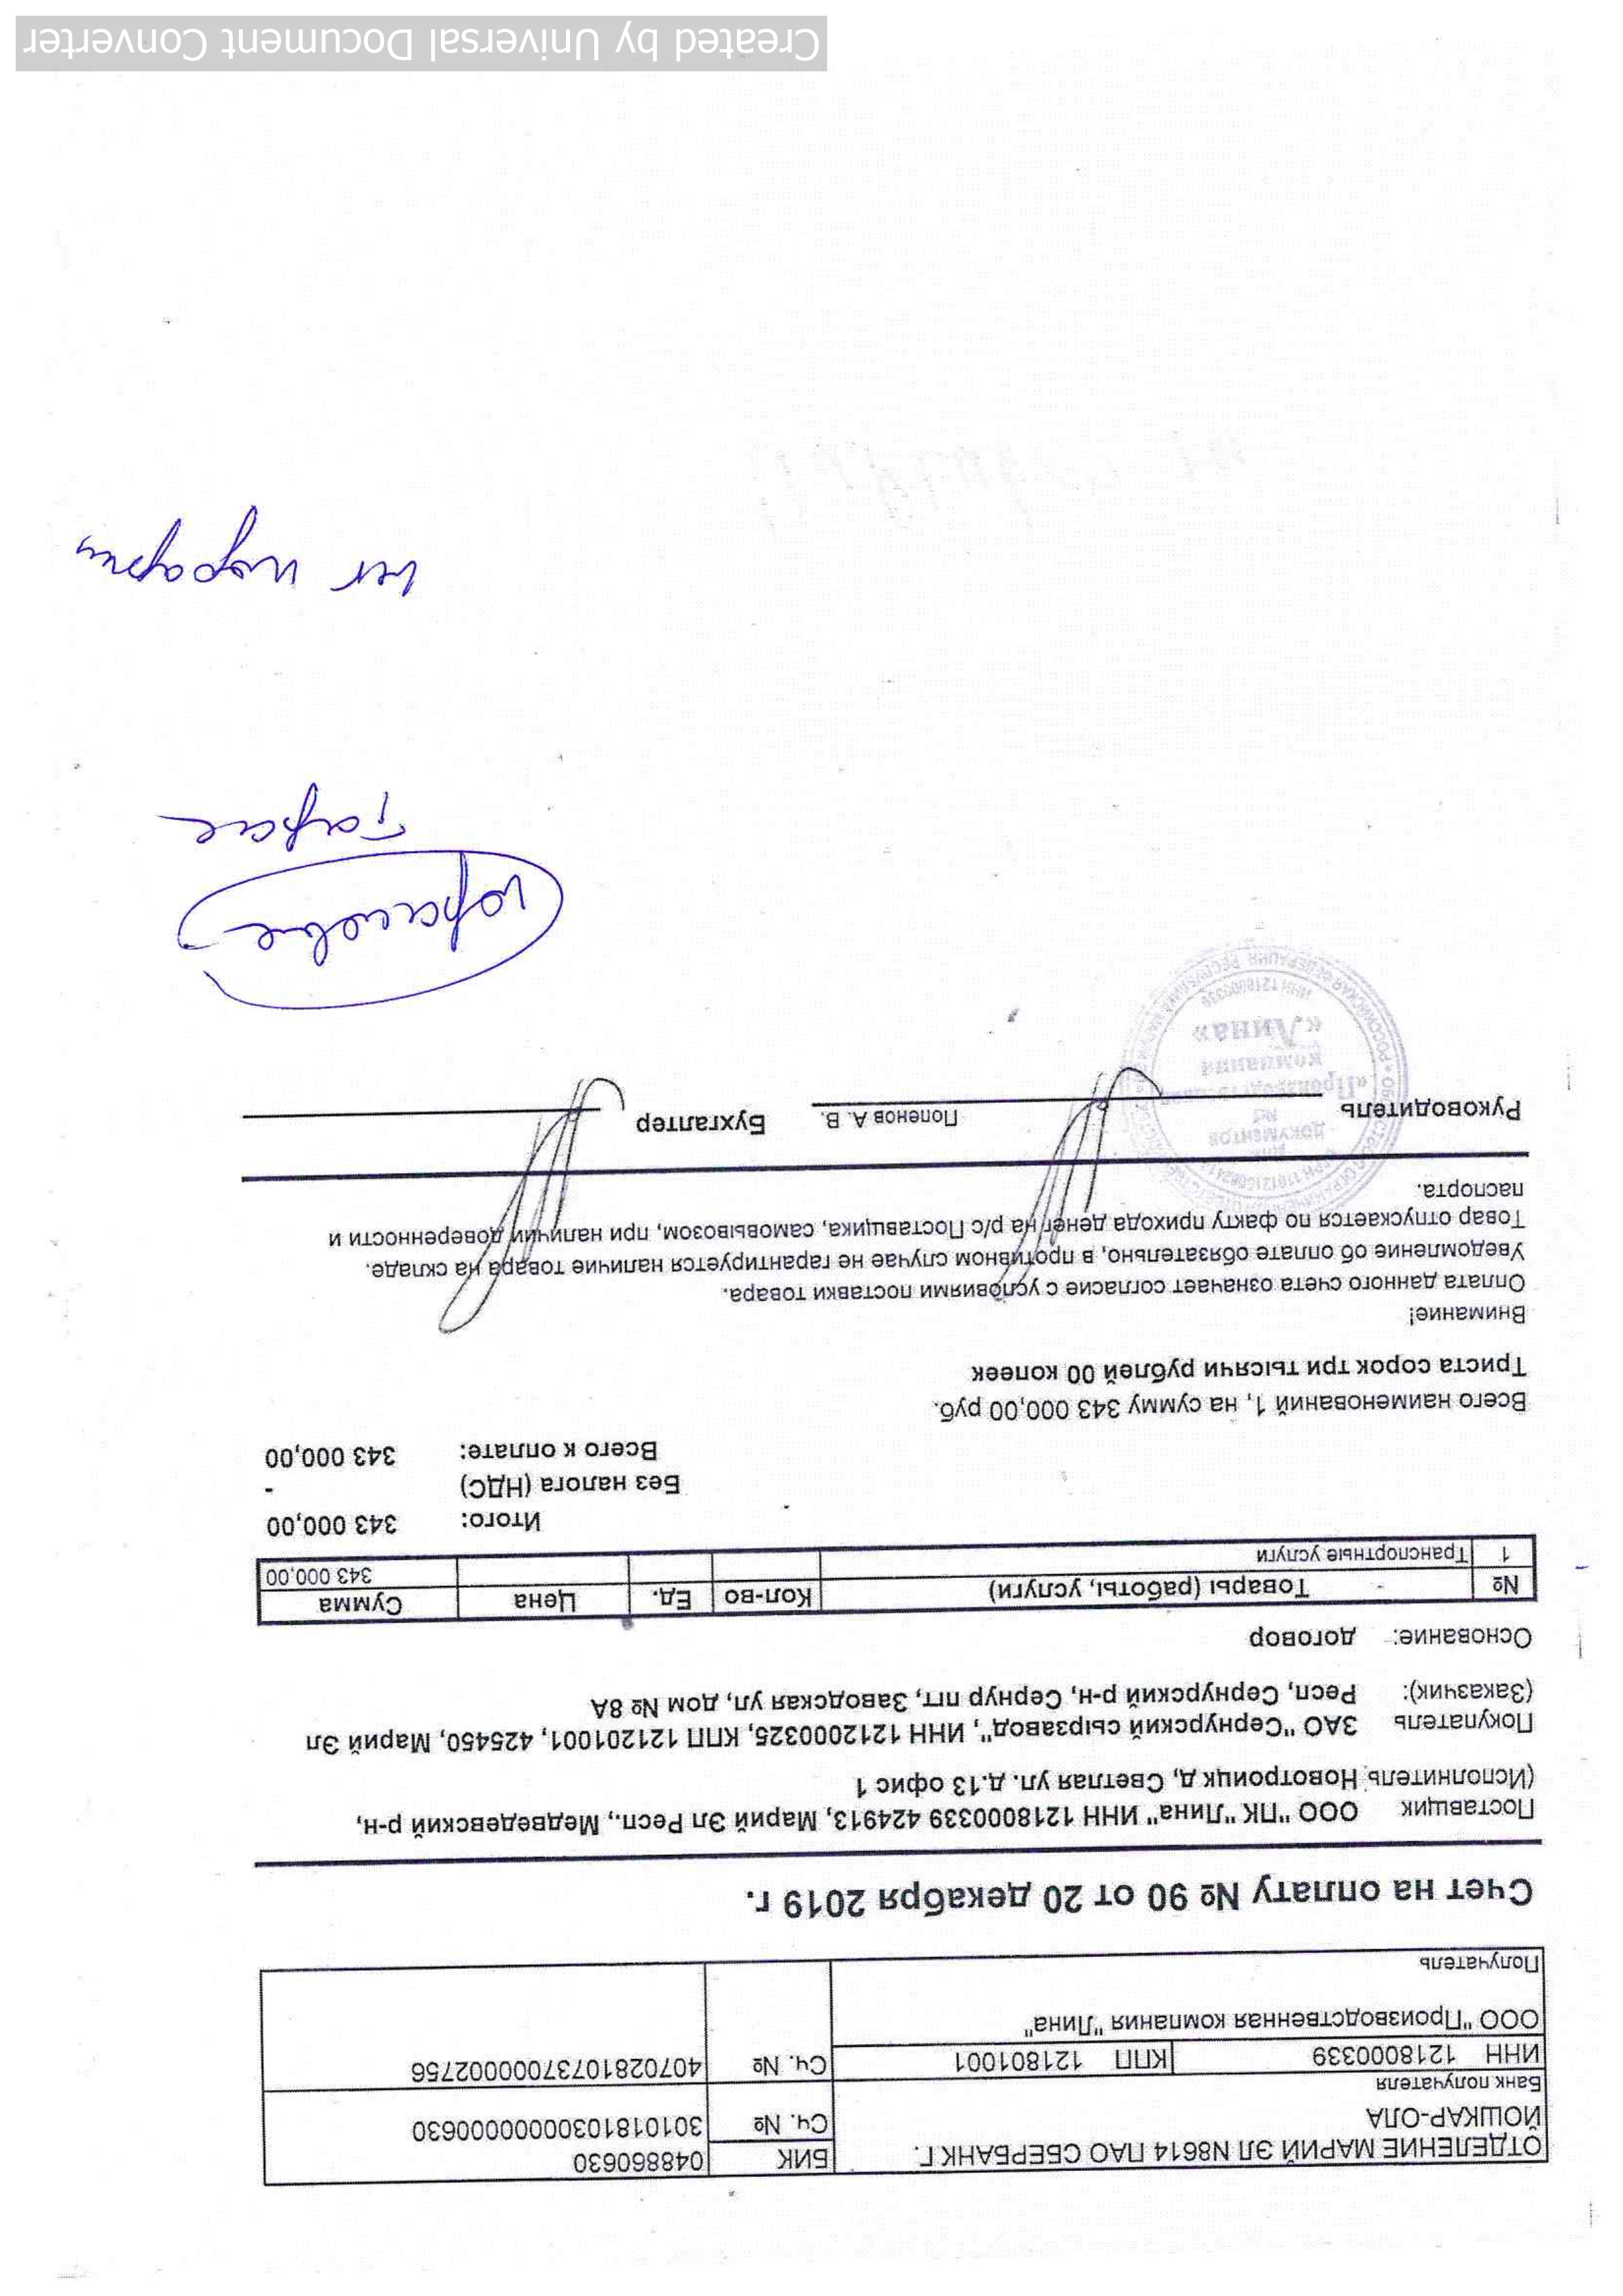 ОТДЕЛЕНИЕ МАРИЙ ЭЛ N8614 ПАО СБЕРБАНК Г. БИК 048860630
ЙОШКАР-ОЛА Сч. № 30101810300000000630
Банк получателя
ИНН 1218000339 КПП 121801001 Сч. № 40702810737000002756
ООО "Производственная компания "Лина"
Получатель
Счет на оплату № 90 от 20 декабря 2019 г.
Поставщик ООО "ПК "Лина" ИНН 1218000339 424913, Марий Эл Респ., Медведевский р-н,
(Исполнитель Новотроицк д, Светлая ул. д.13 офис 1
Покупатель ЗАО "Сернурский сырзавод", ИНН 1212000325, КПП 121201001, 425450, Марий Эл
(Заказчик): Респ, Сернурский р-н, Сернур пгт, Заводская ул, дом № 8А
Основание: договор
№ Товары (работы, услуги) Кол-во Ед. Цена Сумма
1 Транспортные услуги 343 000,00
Итого: 343 000,00
Без налога (НДС) -
Всего к оплате: 343 000,00
Всего наименований 1, на сумму 343 000,00 руб.
Триста сорок три тысячи рублей 00 копеек
Внимание!
Оплата данного счета означает согласие с условиями поставки товара.
Уведомление об оплате обязательно, в противном случае не гарантируется наличие товара на складе.
Товар отпускается по факту прихода денег на р/с Поставщика, самовывозом, при наличии доверенности и
паспорта.
Руководитель Попенов А. В. Бухгалтер
для
документов
№1
«Производственная
компания
«Лина»
ИНН 1218000339
Created by Universal Document Converter